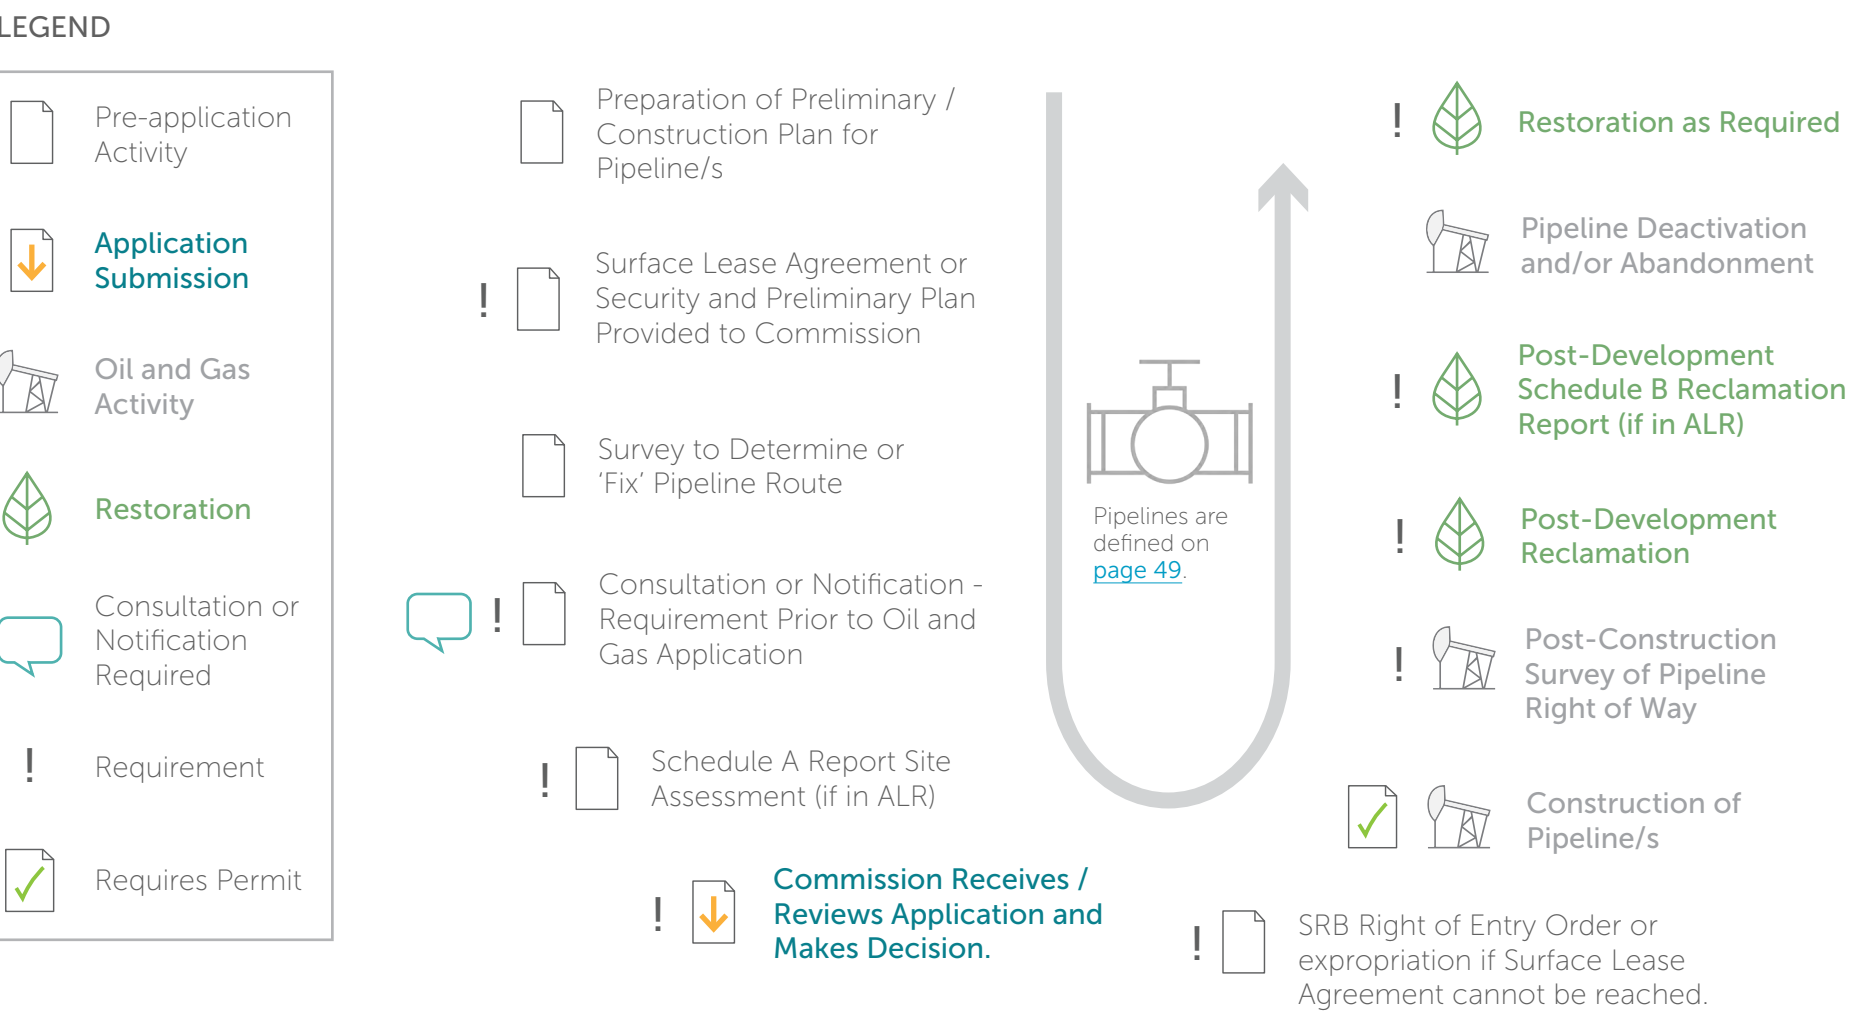 LEGEND
Pre-application
Activity
Application
Submission
Oil and Gas
Activity
Restoration
Consultation or
Notification
Required
! Requirement
Requires Permit
Preparation of Preliminary /
Construction Plan for
Pipeline/s
! Surface Lease Agreement or
Security and Preliminary Plan
Provided to Commission
Survey to Determine or
‘Fix’ Pipeline Route
! Consultation or Notification -
Requirement Prior to Oil and
Gas Application
! Schedule A Report Site
Assessment (if in ALR)
! Commission Receives /
Reviews Application and
Makes Decision.
Pipelines are
defined on
page 49.
! SRB Right of Entry Order or
expropriation if Surface Lease
Agreement cannot be reached.
Construction of
Pipeline/s
! Post-Construction
Survey of Pipeline
Right of Way
! Post-Development
Reclamation
! Post-Development
Schedule B Reclamation
Report (if in ALR)
Pipeline Deactivation
and/or Abandonment
! Restoration as Required